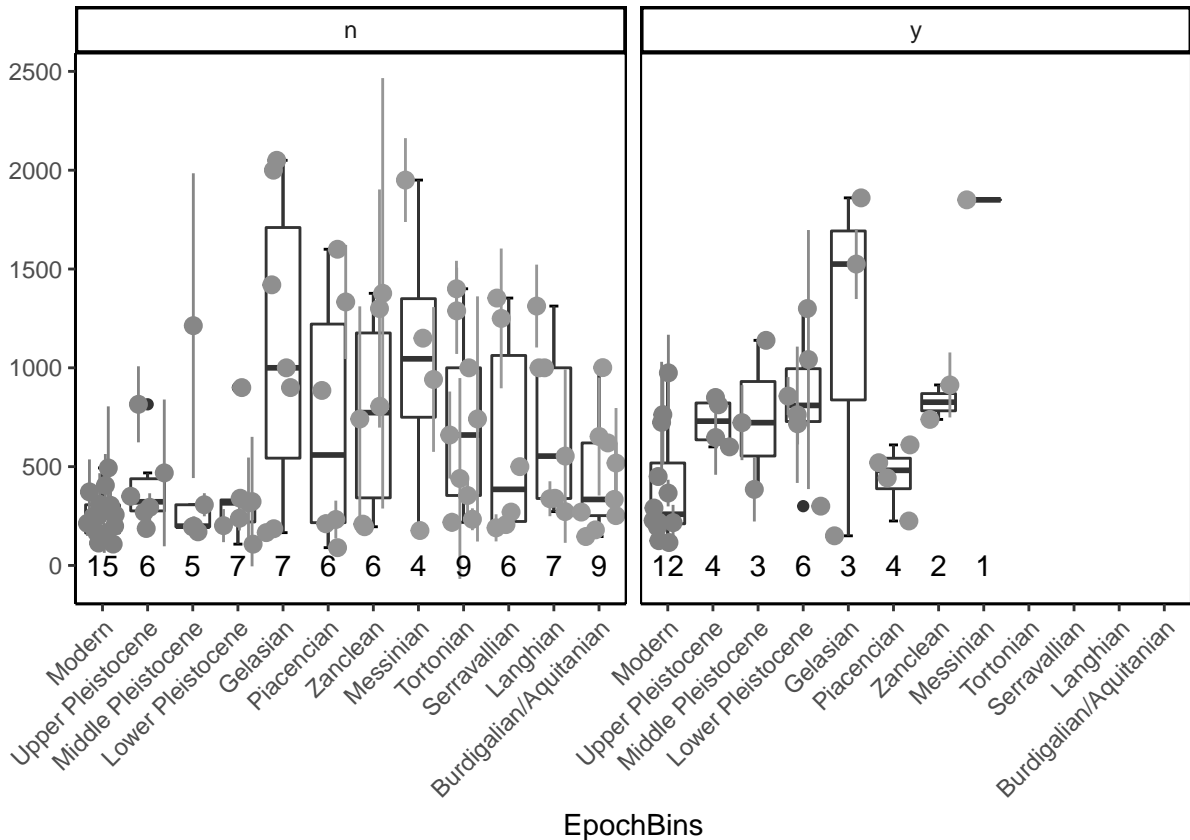 n
y
2500
2000
1500
1000
500
0
15 6 5 7 7 6 6 4 9 6 7 9
12 4 3 6 3 4 2 1
Modern
Upper Pleistocene
Middle Pleistocene
Lower Pleistocene
Gelasian
Piacencian
Zanclean
Messinian
Tortonian
Serravallian
Langhian
Burdigalian/Aquitanian
Modern
Upper Pleistocene
Middle Pleistocene
Lower Pleistocene
Gelasian
Piacencian
Zanclean
Messinian
Tortonian
Serravallian
Langhian
Burdigalian/Aquitanian
EpochBins